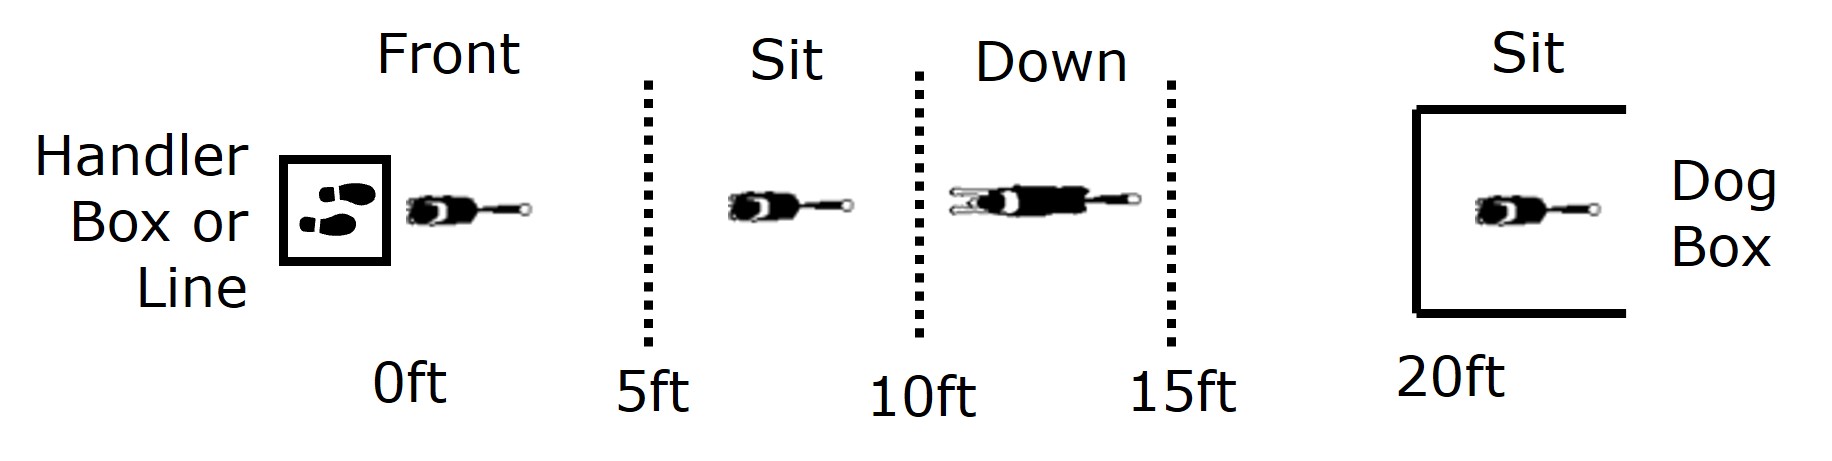 Front
Sit
Down
Sit
Handler
Box or
Line
Dog
Box
0ft
5ft
10ft
15ft
20ft